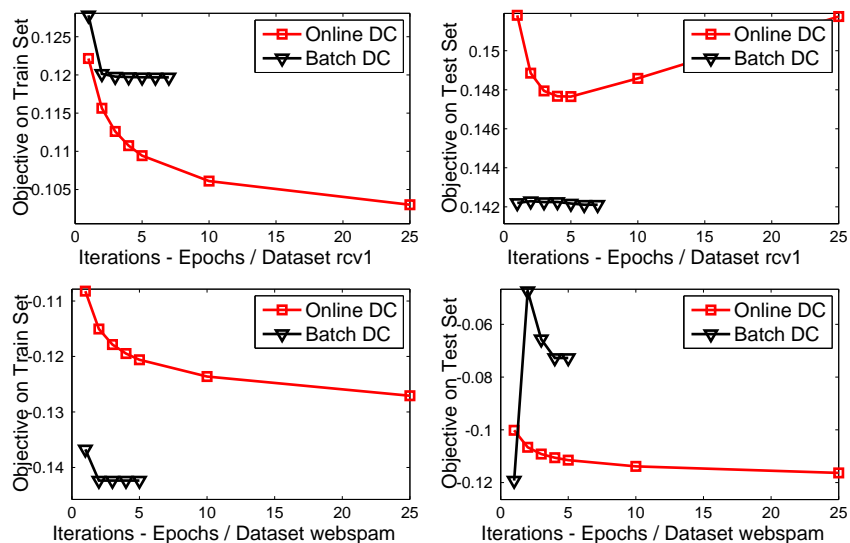 Objective on Train Set
0.125
0.12
0.115
0.11
0.105
0 5 10 15 20 25
Iterations - Epochs / Dataset rcv1
Online DC
Batch DC
Objective on Test Set
0.15
0.148
0.146
0.144
0.142
0 5 10 15 20 25
Iterations - Epochs / Dataset rcv1
Online DC
Batch DC
Objective on Train Set
-0.11
-0.12
-0.13
-0.14
0 5 10 15 20 25
Iterations - Epochs / Dataset webspam
Online DC
Batch DC
Objective on Test Set
-0.06
-0.08
-0.1
-0.12
0 5 10 15 20 25
Iterations - Epochs / Dataset webspam
Online DC
Batch DC